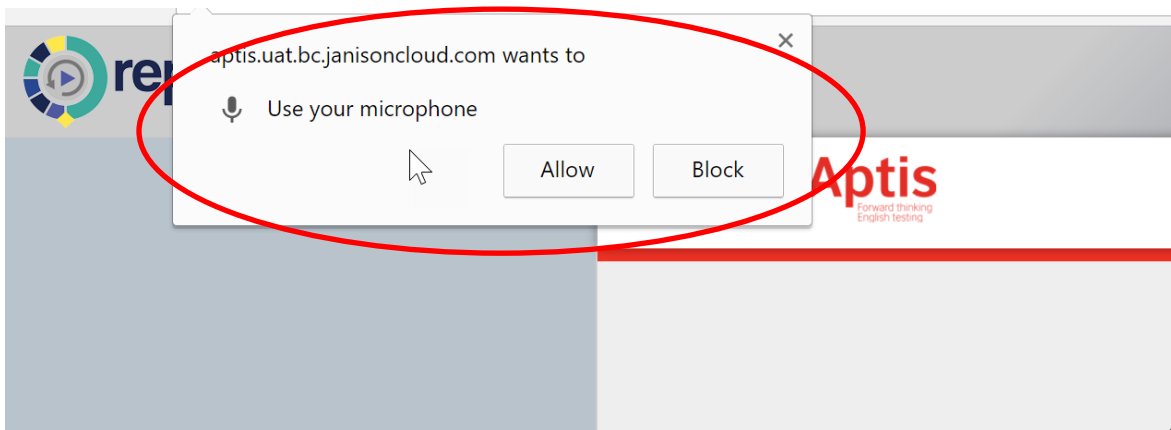 aptis.uat.bc.janisoncloud.com wants to
Use your microphone
Allow
Block
Aptis
Forward thinking
English testing